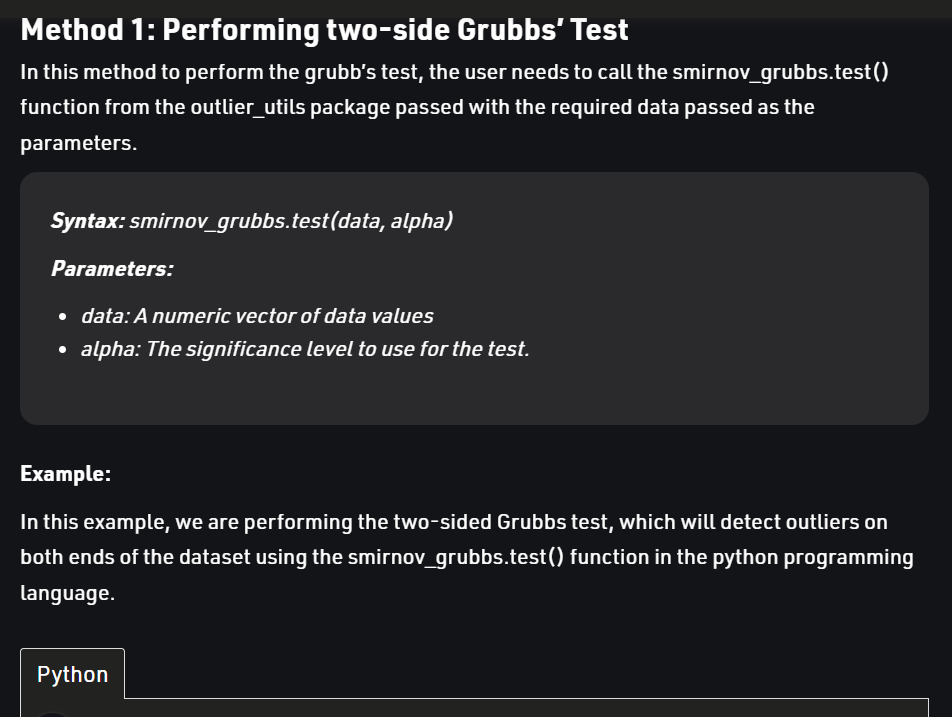 Method 1: Performing two-side Grubbs’ Test
In this method to perform the grubb’s test, the user needs to call the smirnov_grubbs.test()
function from the outlier_utils package passed with the required data passed as the
parameters.
Syntax: smirnov_grubbs.test(data, alpha)
Parameters:
• data: A numeric vector of data values
• alpha: The significance level to use for the test.
Example:
In this example, we are performing the two-sided Grubbs test, which will detect outliers on
both ends of the dataset using the smirnov_grubbs.test() function in the python programming
language.
Python